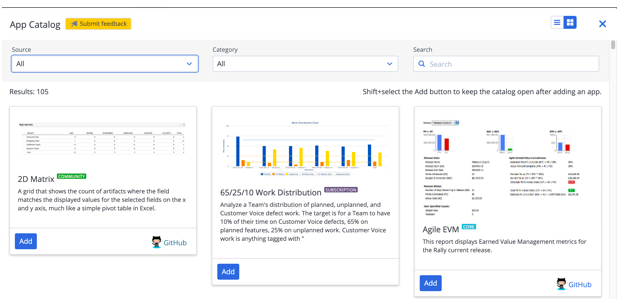 App Catalog
Submit feedback
Source
Category
Search
All
All
Search
Results: 105
Shift+select the Add button to keep the catalog open after adding an app.
2D Matrix COMMUNITY
A grid that shows the count of artifacts where the field
matches the displayed values for the selected fields on the x
and y axis, much like a simple pivot table in Excel.
Add
GitHub
65/25/10 Work Distribution SUBSCRIPTION
Analyze a Team's distribution of planned, unplanned, and
Customer Voice defect work. The target is for a Team to have
10% of their time on Customer Voice defects, 65% on
planned features, 25% on unplanned work. Customer Voice
work is anything tagged with "
Add
Agile EVM CORE
This report displays Earned Value Management metrics for
the Rally current release.
Add
GitHub